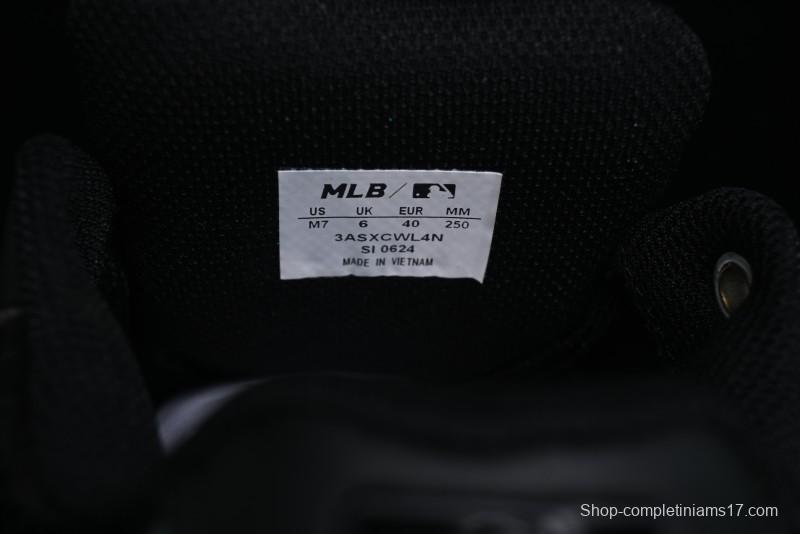 MLB /
US UK EUR MM
M7 6 40 250
3ASXCWL4N
SI 0624
MADE IN VIETNAM
Shop-completiniams17.com